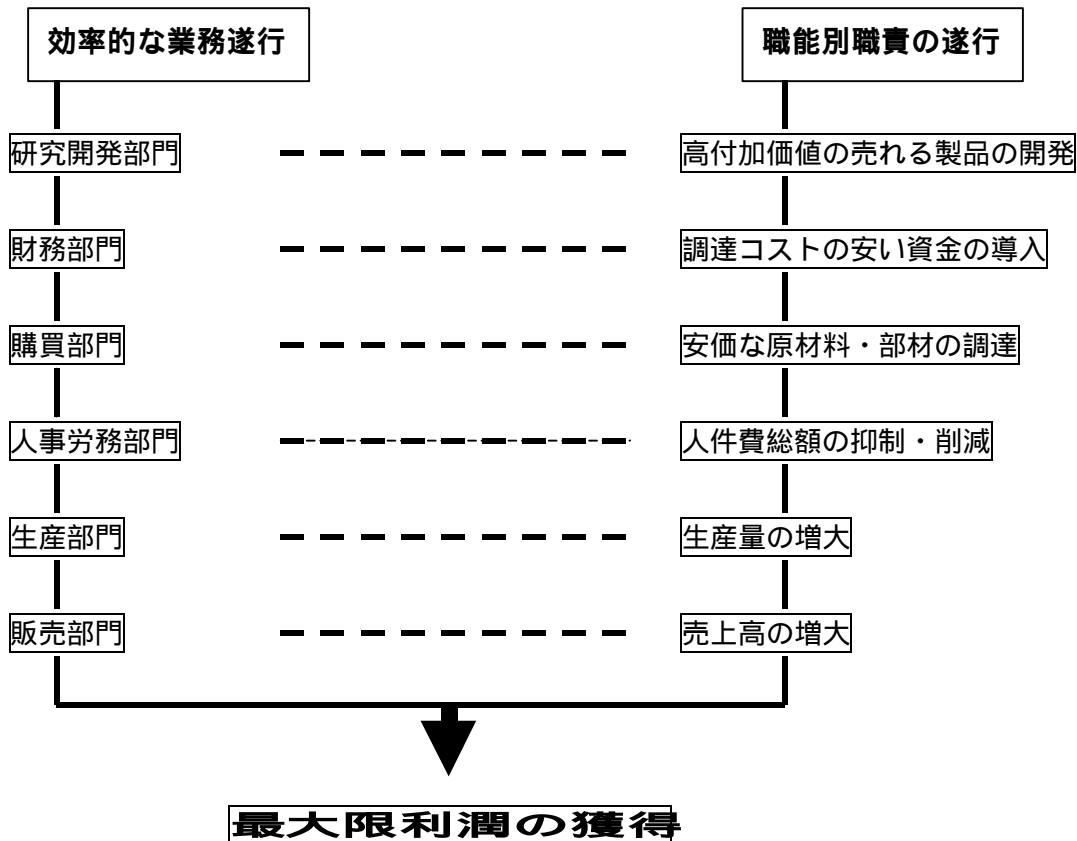 効率的な業務遂行
職能別職責の遂行
研究開発部門
高付加価値の売れる製品の開発
財務部門
調達コストの安い資金の導入
購買部門
安価な原材料・部材の調達
人事労務部門
人件費総額の抑制・削減
生産部門
生産量の増大
販売部門
売上高の増大
最大限利潤の獲得